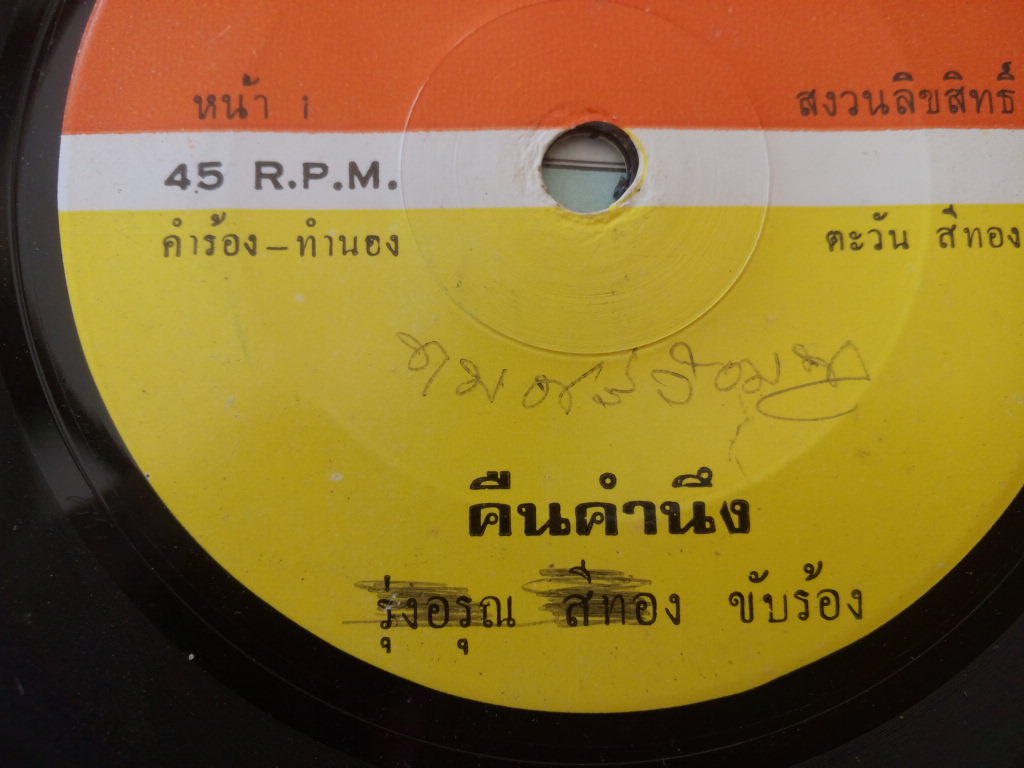 หน้า 1 สงวนลิขสิทธิ์
45 R.P.M.
คำร้อง-ทำนอง ตะวัน สีทอง
คืนคำนึง
รุ่งอรุณ สีทอง ขับร้อง